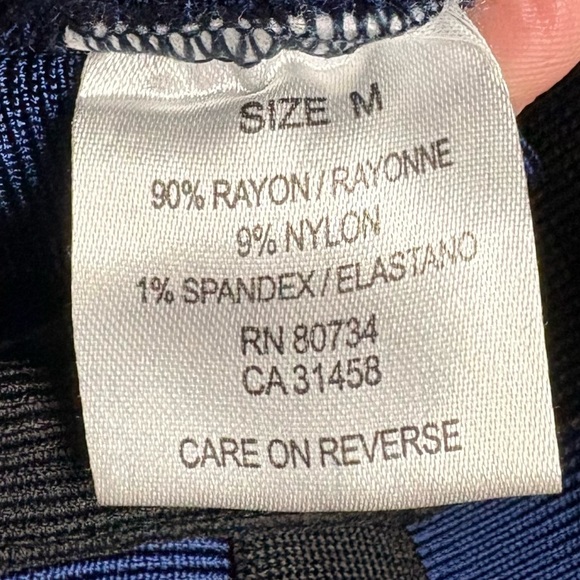 SIZE M
90% RAYON/RAYONNE
9% NYLON
1% SPANDEX/ELASTANO
RN 80734
CA 31458
CARE ON REVERSE